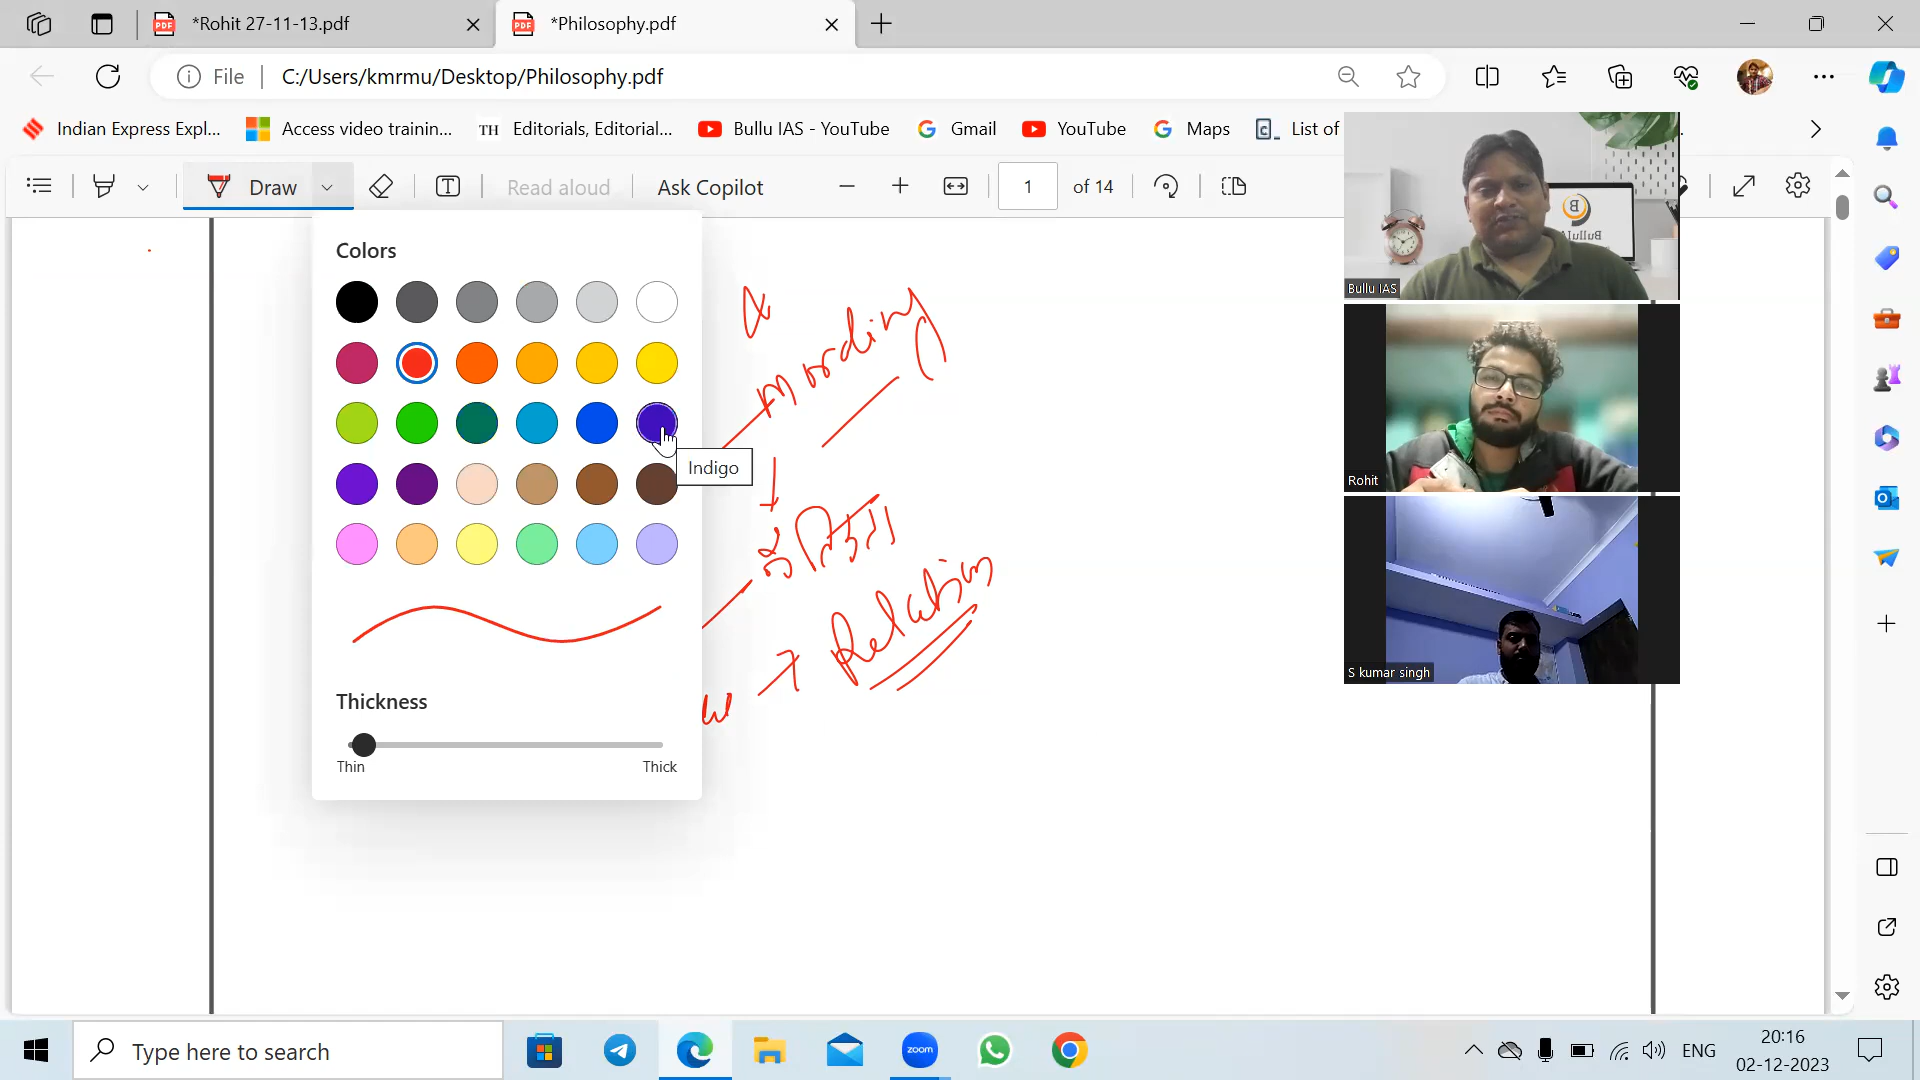 *Rohit 27-11-13.pdf
*Philosophy.pdf
File
C:/Users/kmrmu/Desktop/Philosophy.pdf
Indian Express Expl...
Access video trainin...
TH Editorials, Editorial...
Bullu IAS - YouTube
Gmail
YouTube
Maps
List of
Draw
Read aloud
Ask Copilot
1
of 14
Colors
Indigo
Thickness
Thin
Thick
&
Relation
Bullu IAS
Rohit
S kumar singh
Type here to search
zoom
ENG
20:16
02-12-2023